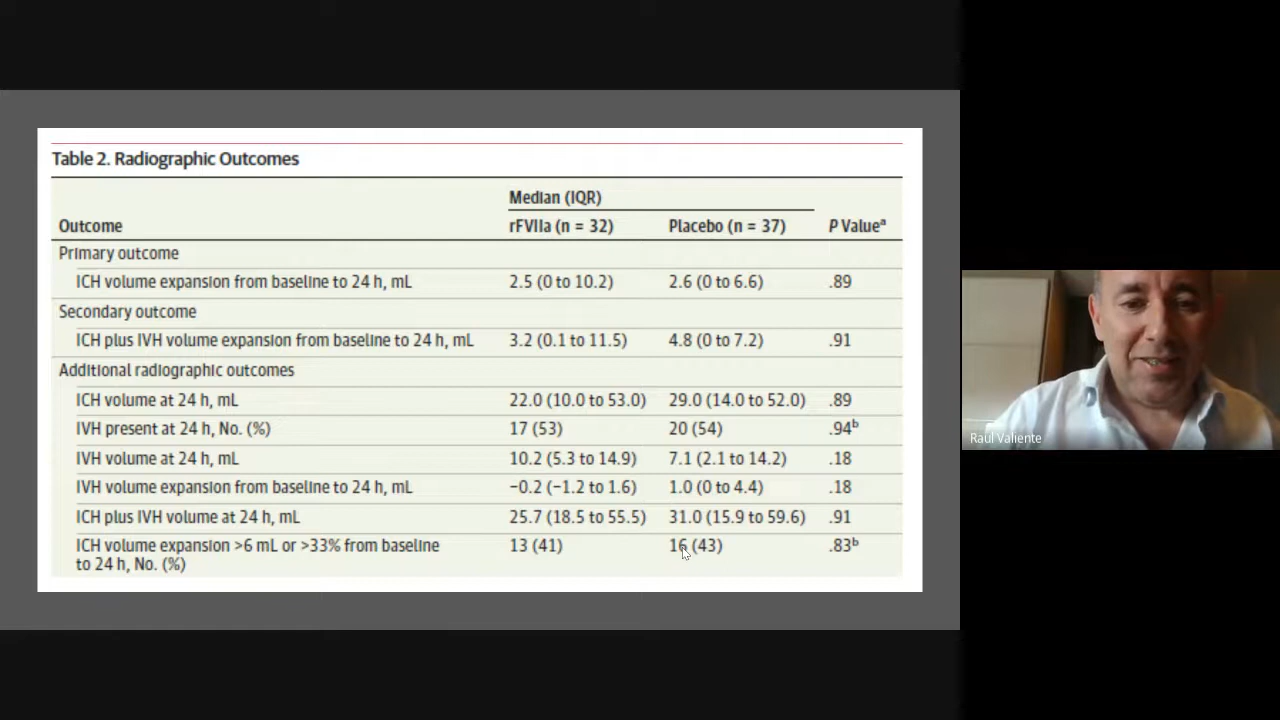 Table 2. Radiographic Outcomes
Median (IQR)
Outcome rFVIIa (n = 32) Placebo (n = 37) P Valueᵃ
Primary outcome
ICH volume expansion from baseline to 24 h, mL 2.5 (0 to 10.2) 2.6 (0 to 6.6) .89
Secondary outcome
ICH plus IVH volume expansion from baseline to 24 h, mL 3.2 (0.1 to 11.5) 4.8 (0 to 7.2) .91
Additional radiographic outcomes
ICH volume at 24 h, mL 22.0 (10.0 to 53.0) 29.0 (14.0 to 52.0) .89
IVH present at 24 h, No. (%) 17 (53) 20 (54) .94ᵇ
IVH volume at 24 h, mL 10.2 (5.3 to 14.9) 7.1 (2.1 to 14.2) .18
IVH volume expansion from baseline to 24 h, mL −0.2 (−1.2 to 1.6) 1.0 (0 to 4.4) .18
ICH plus IVH volume at 24 h, mL 25.7 (18.5 to 55.5) 31.0 (15.9 to 59.6) .91
ICH volume expansion >6 mL or >33% from baseline 13 (41) 16 (43) .83ᵇ
to 24 h, No. (%)
Raul Valiente